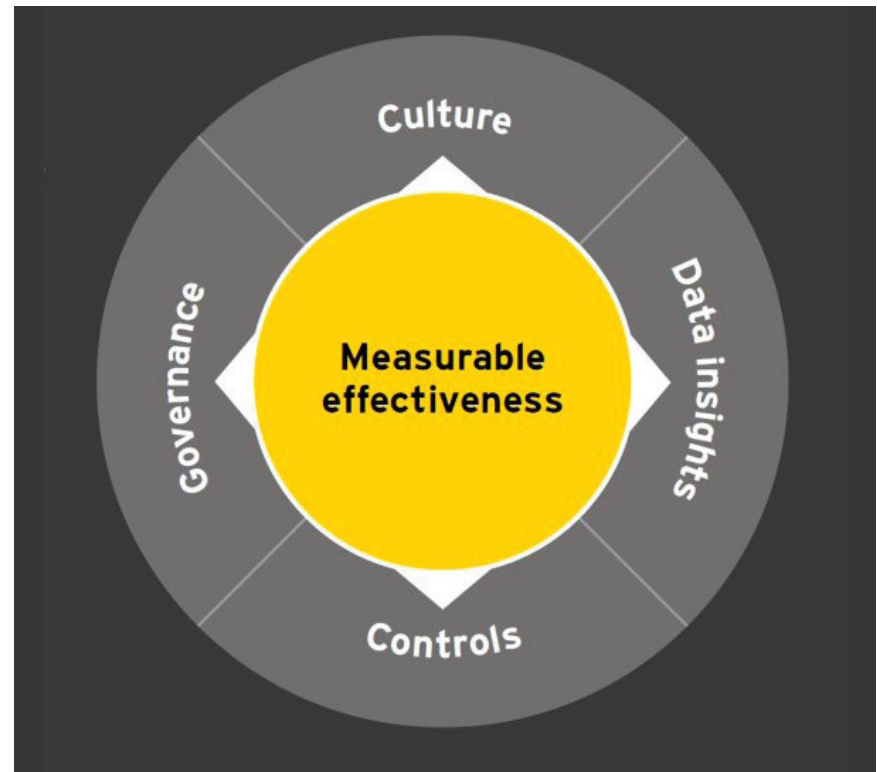 Culture
Governance
Measurable
effectiveness
Data insights
Controls